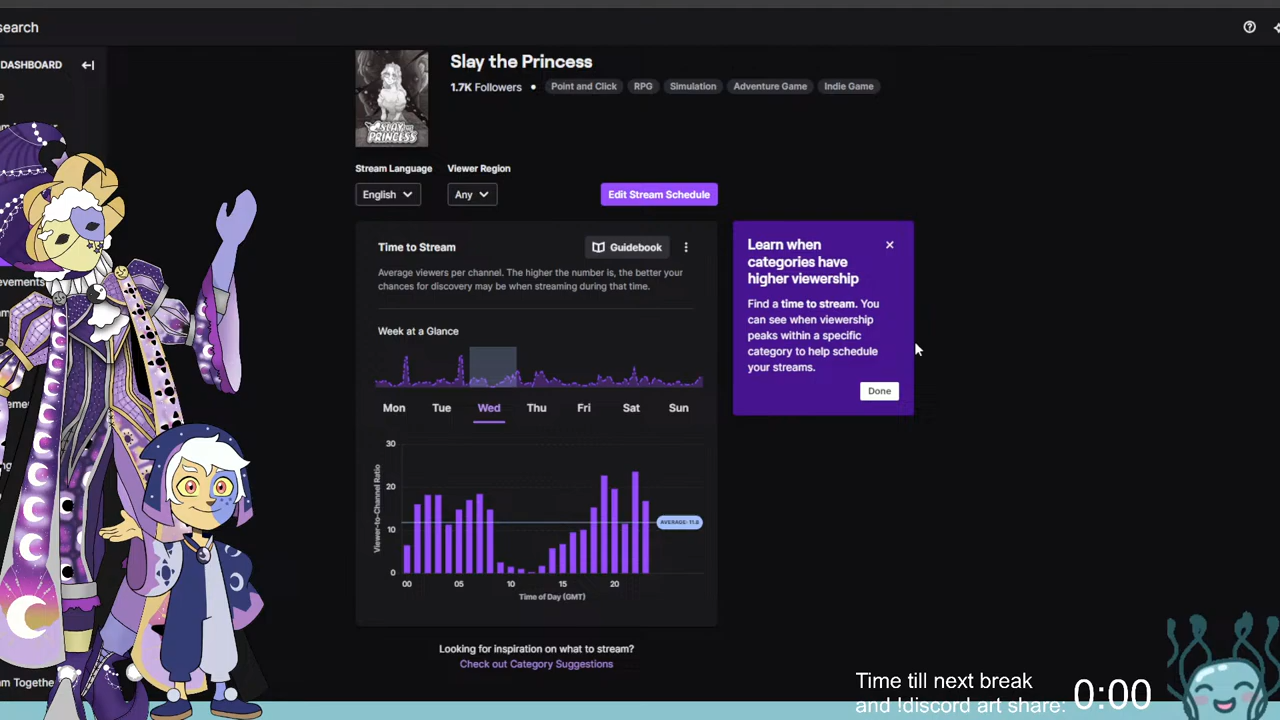 search
DASHBOARD
Slay the Princess
1.7K Followers • Point and Click RPG Simulation Adventure Game Indie Game
SLAY THE PRINCESS
Stream Language Viewer Region
English Any Edit Stream Schedule
Time to Stream Guidebook
Average viewers per channel. The higher the number is, the better your
chances for discovery may be when streaming during that time.
Week at a Glance
Mon Tue Wed Thu Fri Sat Sun
30
20
10
0
Viewer-to-Channel Ratio
AVERAGE: 11.8
00 05 10 15 20
Time of Day (GMT)
Looking for inspiration on what to stream?
Check out Category Suggestions
Learn when
categories have
higher viewership
Find a time to stream. You
can see when viewership
peaks within a specific
category to help schedule
your streams.
Done
evements
am Togethe
Time till next break
and !discord art share: 0:00